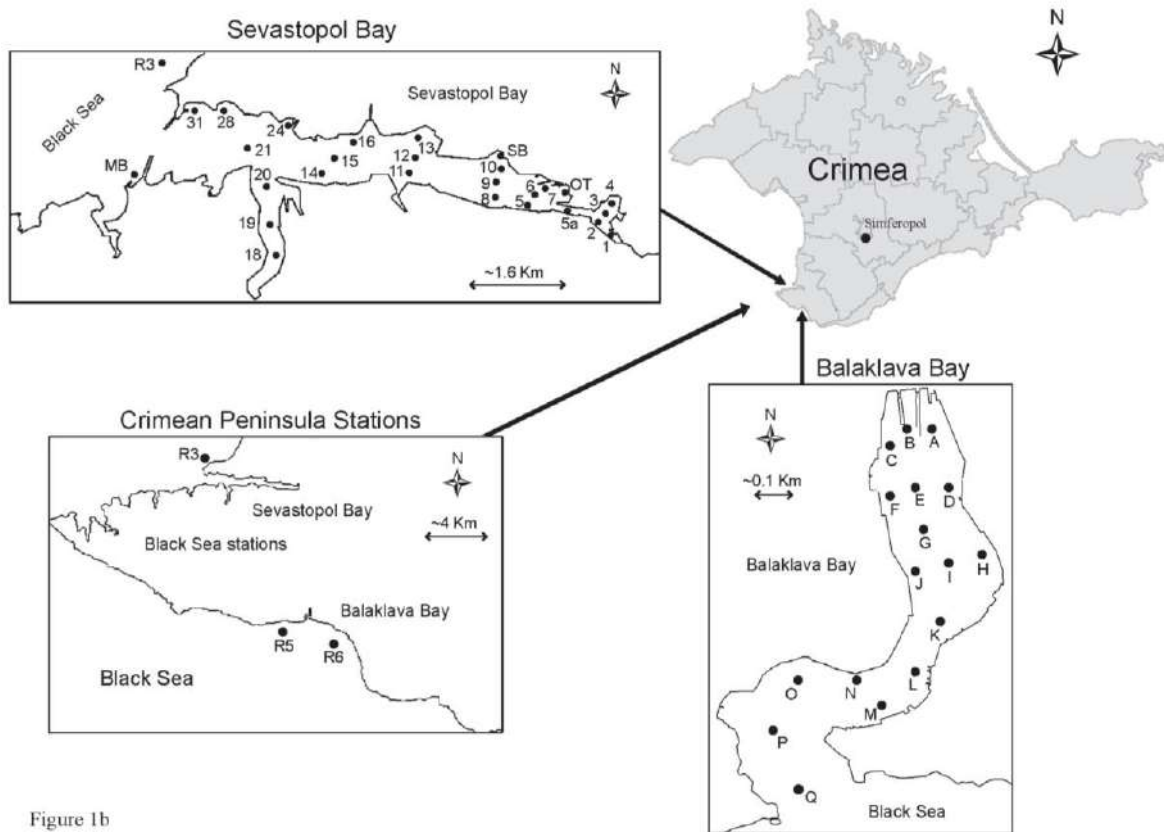 Sevastopol Bay
R3
N
Black Sea
Sevastopol Bay
31
28
24
16
13
SB
MB
21
15
12
10
14
11
9
6
OT
4
20
8
5
7
3
5a
2
1
19
18
~1.6 Km
N
Crimea
Simferopol
Crimean Peninsula Stations
R3
N
Sevastopol Bay
~4 Km
Black Sea stations
Balaklava Bay
R5
R6
Black Sea
Balaklava Bay
N
B
A
C
~0.1 Km
F
E
D
G
Balaklava Bay
J
I
H
K
L
O
N
M
P
Q
Black Sea
Figure 1b